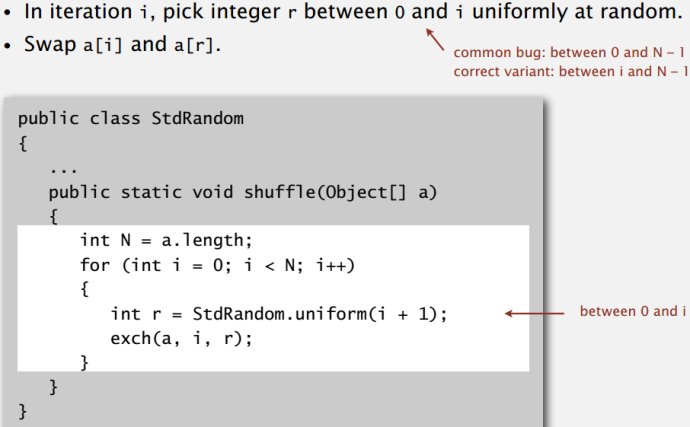 • In iteration i, pick integer r between 0 and i uniformly at random.
• Swap a[i] and a[r].
common bug: between 0 and N – 1
correct variant: between i and N – 1
public class StdRandom
{
...
public static void shuffle(Object[] a)
{
int N = a.length;
for (int i = 0; i < N; i++)
{
int r = StdRandom.uniform(i + 1);
between 0 and i
exch(a, i, r);
}
}
}